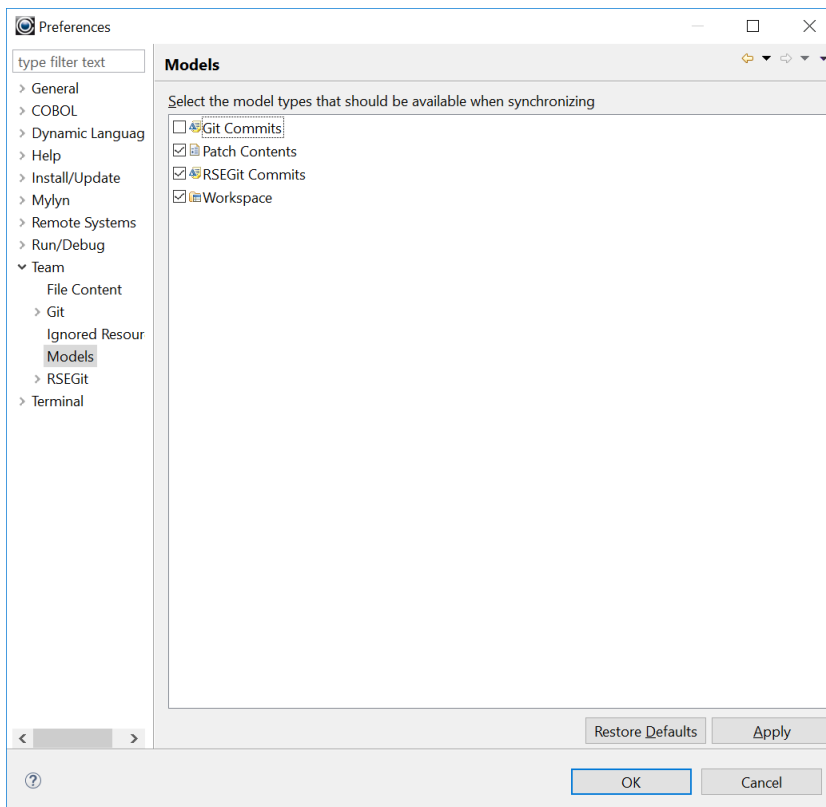 Preferences
type filter text
General
COBOL
Dynamic Languag
Help
Install/Update
Mylyn
Remote Systems
Run/Debug
Team
File Content
Git
Ignored Resour
Models
RSEGit
Terminal
Models
Select the model types that should be available when synchronizing
Git Commits
Patch Contents
RSEGit Commits
Workspace
Restore Defaults
Apply
?
OK
Cancel